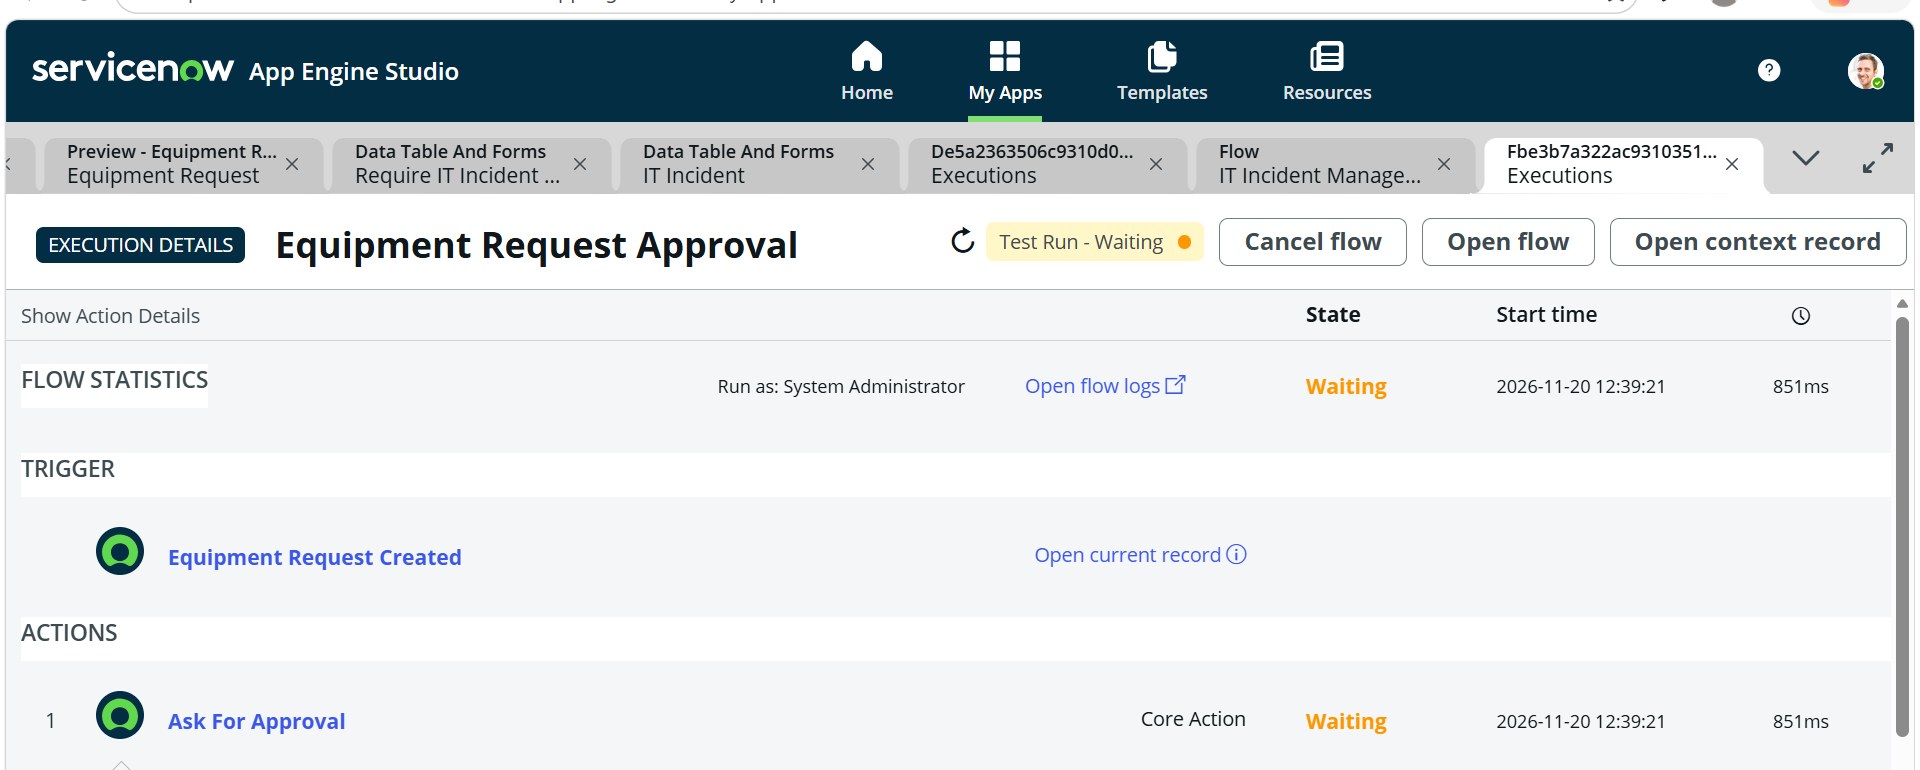 servicenow App Engine Studio
Home
My Apps
Templates
Resources
Preview - Equipment R...
Equipment Request
Data Table And Forms
Require IT Incident ...
Data Table And Forms
IT Incident
De5a2363506c9310d0...
Executions
Flow
IT Incident Manage...
Fbe3b7a322ac9310351...
Executions
EXECUTION DETAILS
Equipment Request Approval
Test Run - Waiting
Cancel flow
Open flow
Open context record
Show Action Details
State
Start time
FLOW STATISTICS
Run as: System Administrator
Open flow logs
Waiting
2026-11-20 12:39:21
851ms
TRIGGER
Equipment Request Created
Open current record
ACTIONS
1
Ask For Approval
Core Action
Waiting
2026-11-20 12:39:21
851ms